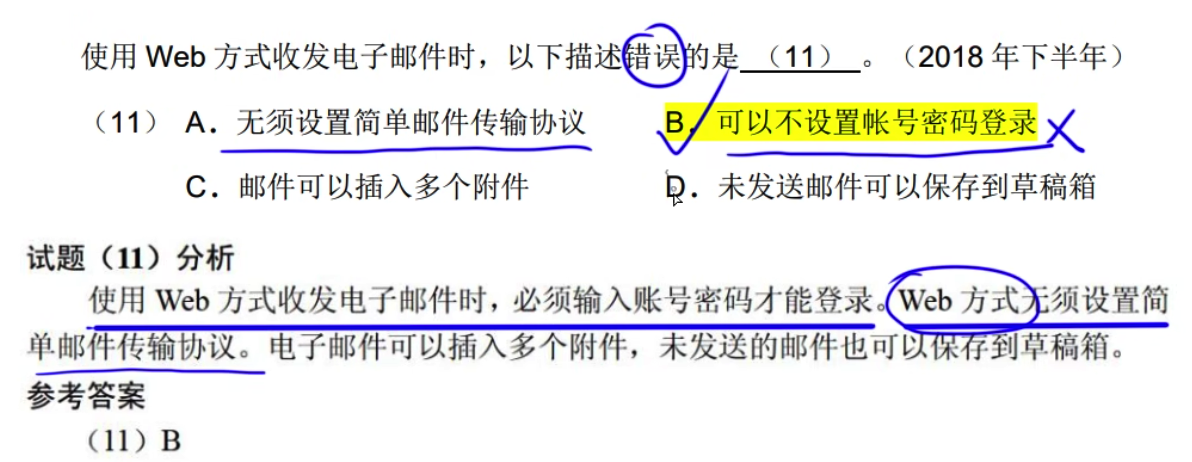 使用 Web 方式收发电子邮件时，以下描述错误的是 （11） 。（2018 年下半年）
（11） A．无须设置简单邮件传输协议 B．可以不设置帐号密码登录
C．邮件可以插入多个附件 D．未发送邮件可以保存到草稿箱
试题（11）分析
使用 Web 方式收发电子邮件时，必须输入账号密码才能登录。Web 方式无须设置简
单邮件传输协议。电子邮件可以插入多个附件，未发送的邮件也可以保存到草稿箱。
参考答案
（11）B